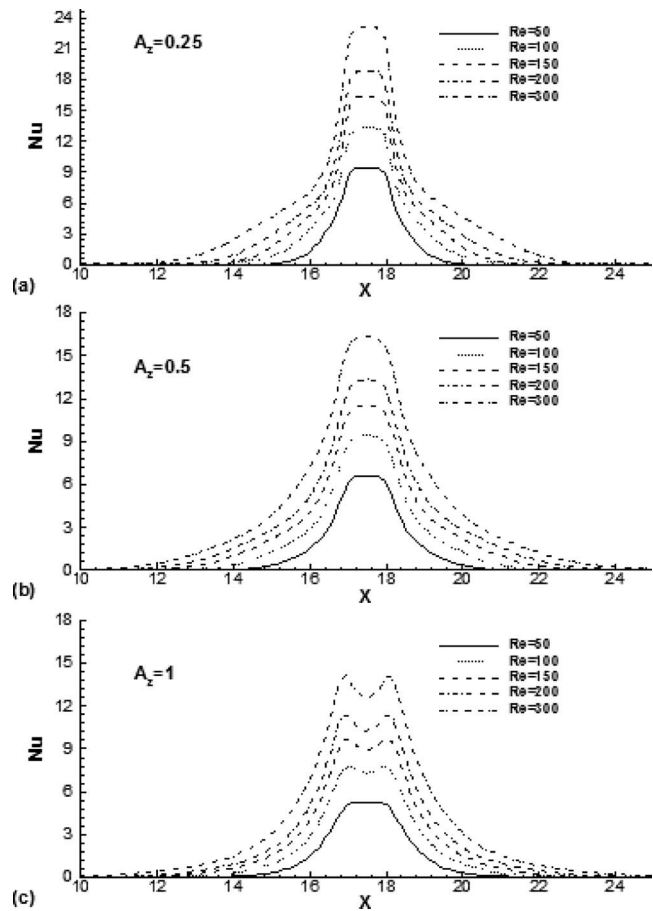 24
21
18
15
12
9
6
3
0
Nu
A_z=0.25
Re=50
Re=100
Re=150
Re=200
Re=300
10 12 14 16 18 20 22 24
X
(a)
18
15
12
9
6
3
0
Nu
A_z=0.5
Re=50
Re=100
Re=150
Re=200
Re=300
10 12 14 16 18 20 22 24
X
(b)
18
15
12
9
6
3
0
Nu
A_z=1
Re=50
Re=100
Re=150
Re=200
Re=300
10 12 14 16 18 20 22 24
X
(c)